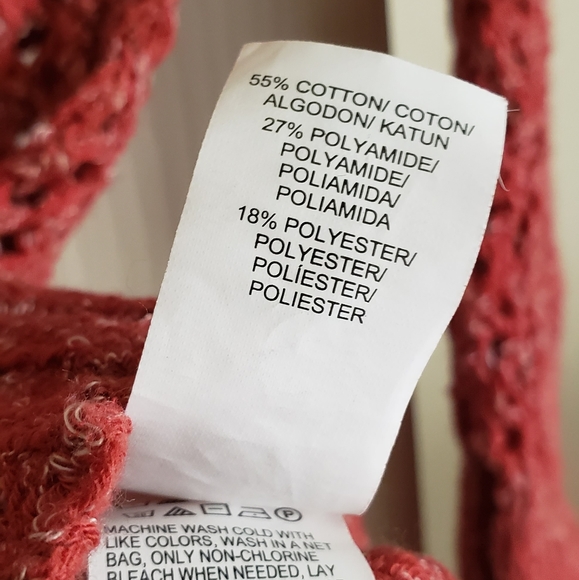 55% COTTON/ COTON/
ALGODON/ KATUN
27% POLYAMIDE/
POLYAMIDE/
POLIAMIDA/
POLIAMIDA
18% POLYESTER/
POLYESTER/
POLÍESTER/
POLIESTER
P
MACHINE WASH COLD WITH
LIKE COLORS, WASH IN A NET
BAG, ONLY NON-CHLORINE
BLEACH WHEN NEEDED, LAY